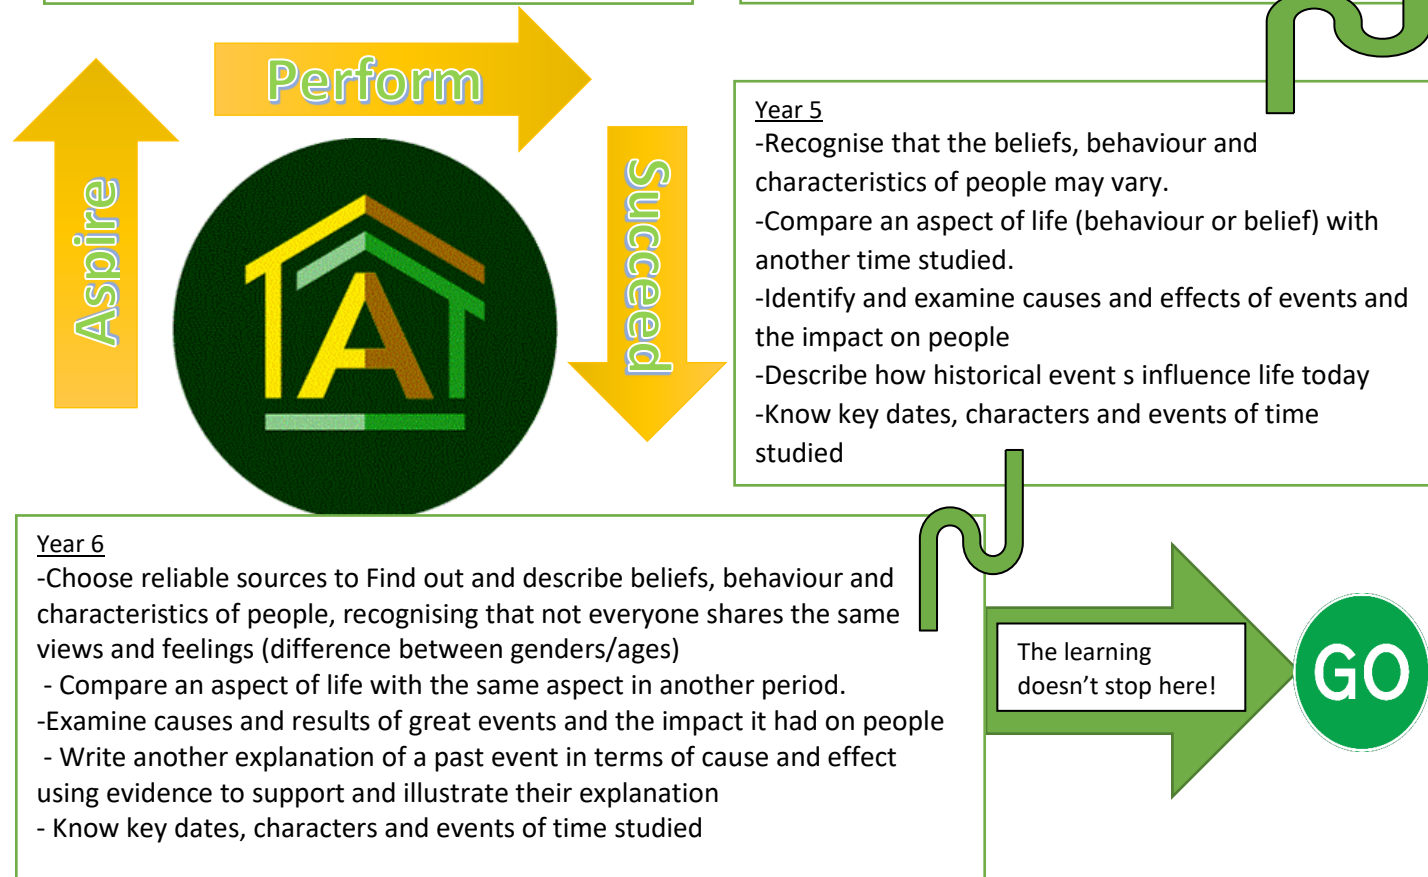 Perform
Aspire
Succeed
A
Year 5
-Recognise that the beliefs, behaviour and
characteristics of people may vary.
-Compare an aspect of life (behaviour or belief) with
another time studied.
-Identify and examine causes and effects of events and
the impact on people
-Describe how historical event s influence life today
-Know key dates, characters and events of time
studied
Year 6
-Choose reliable sources to Find out and describe beliefs, behaviour and
characteristics of people, recognising that not everyone shares the same
views and feelings (difference between genders/ages)
- Compare an aspect of life with the same aspect in another period.
-Examine causes and results of great events and the impact it had on people
- Write another explanation of a past event in terms of cause and effect
using evidence to support and illustrate their explanation
- Know key dates, characters and events of time studied
The learning
doesn’t stop here!
GO